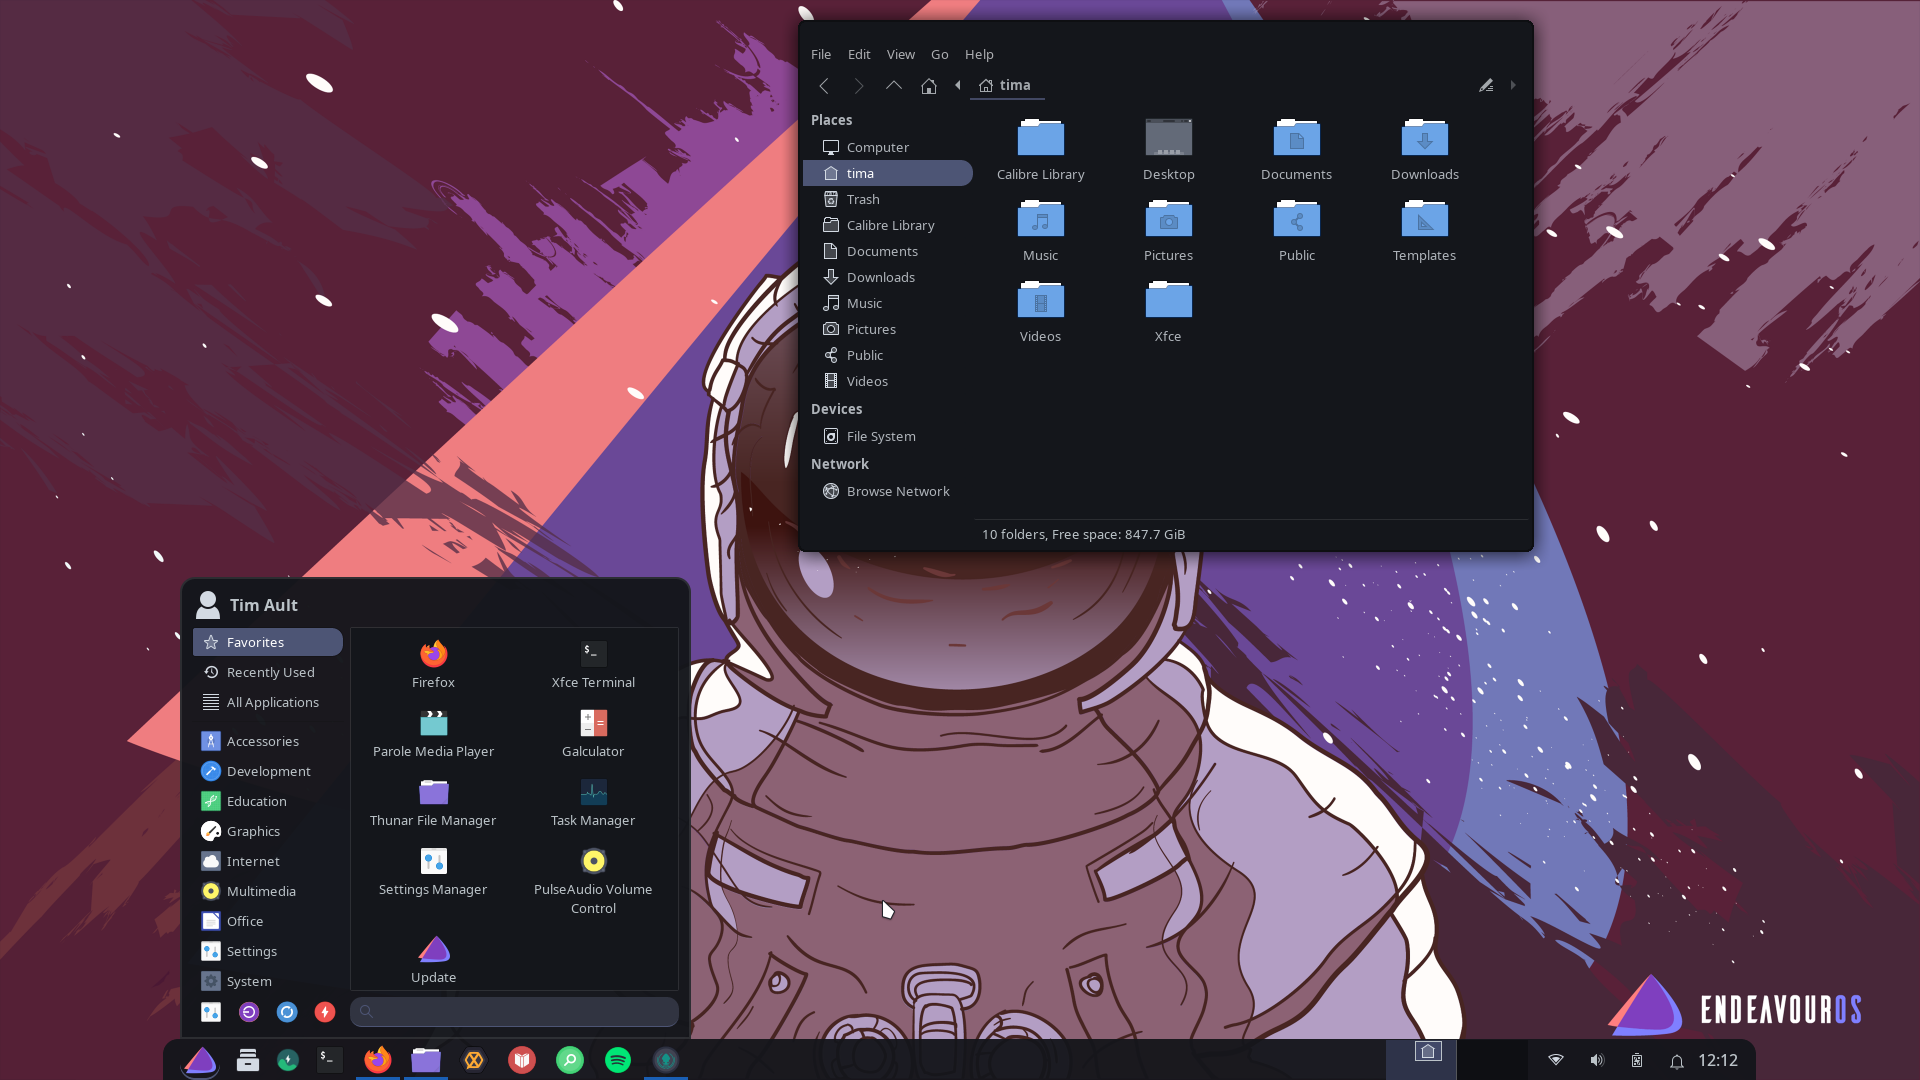 File Edit View Go Help
tima
Places
Computer
tima
Trash
Calibre Library
Documents
Downloads
Music
Pictures
Public
Videos
Devices
File System
Network
Browse Network
Calibre Library Desktop Documents Downloads
Music Pictures Public Templates
Videos Xfce
10 folders, Free space: 847.7 GiB
Tim Ault
Favorites
Recently Used
All Applications
Accessories
Development
Education
Graphics
Internet
Multimedia
Office
Settings
System
Firefox Xfce Terminal
Parole Media Player Galculator
Thunar File Manager Task Manager
Settings Manager PulseAudio Volume
Control
Update
ENDEAVOUROS
12:12